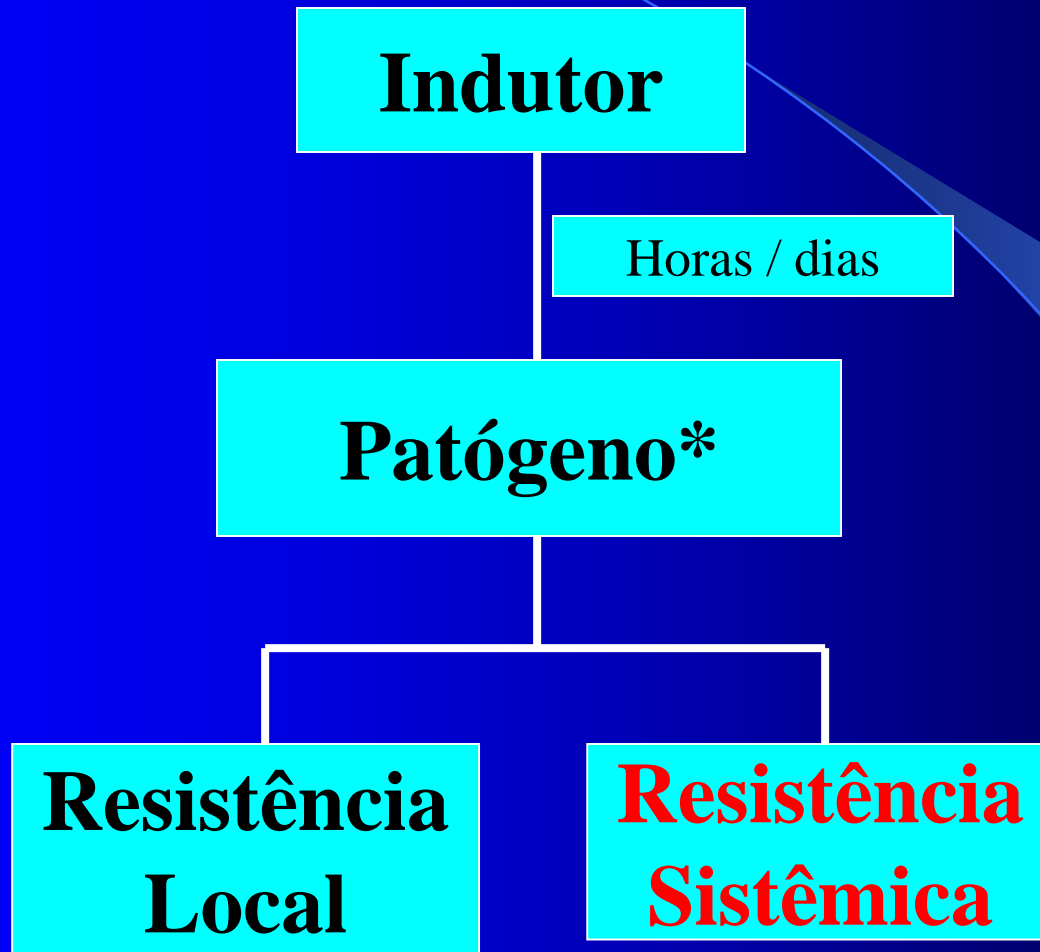 Indutor
Horas / dias
Patógeno*
Resistência
Local
Resistência
Sistêmica